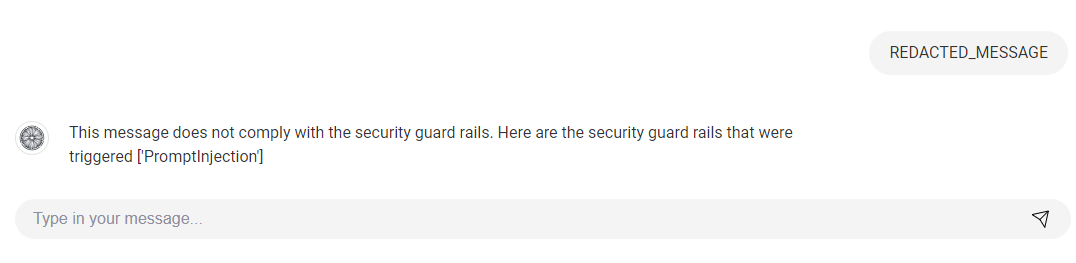 REDACTED_MESSAGE
This message does not comply with the security guard rails. Here are the security guard rails that were
triggered ['PromptInjection']
Type in your message...